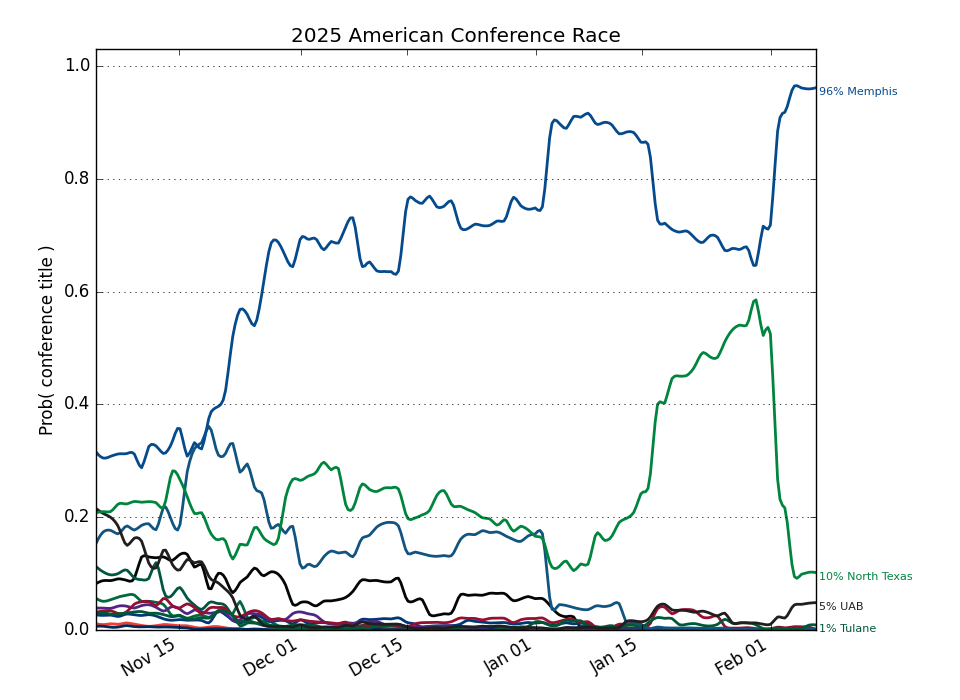 2025 American Conference Race
Prob( conference title )
1.0
0.8
0.6
0.4
0.2
0.0
Nov 15
Dec 01
Dec 15
Jan 01
Jan 15
Feb 01
96% Memphis
10% North Texas
5% UAB
1% Tulane